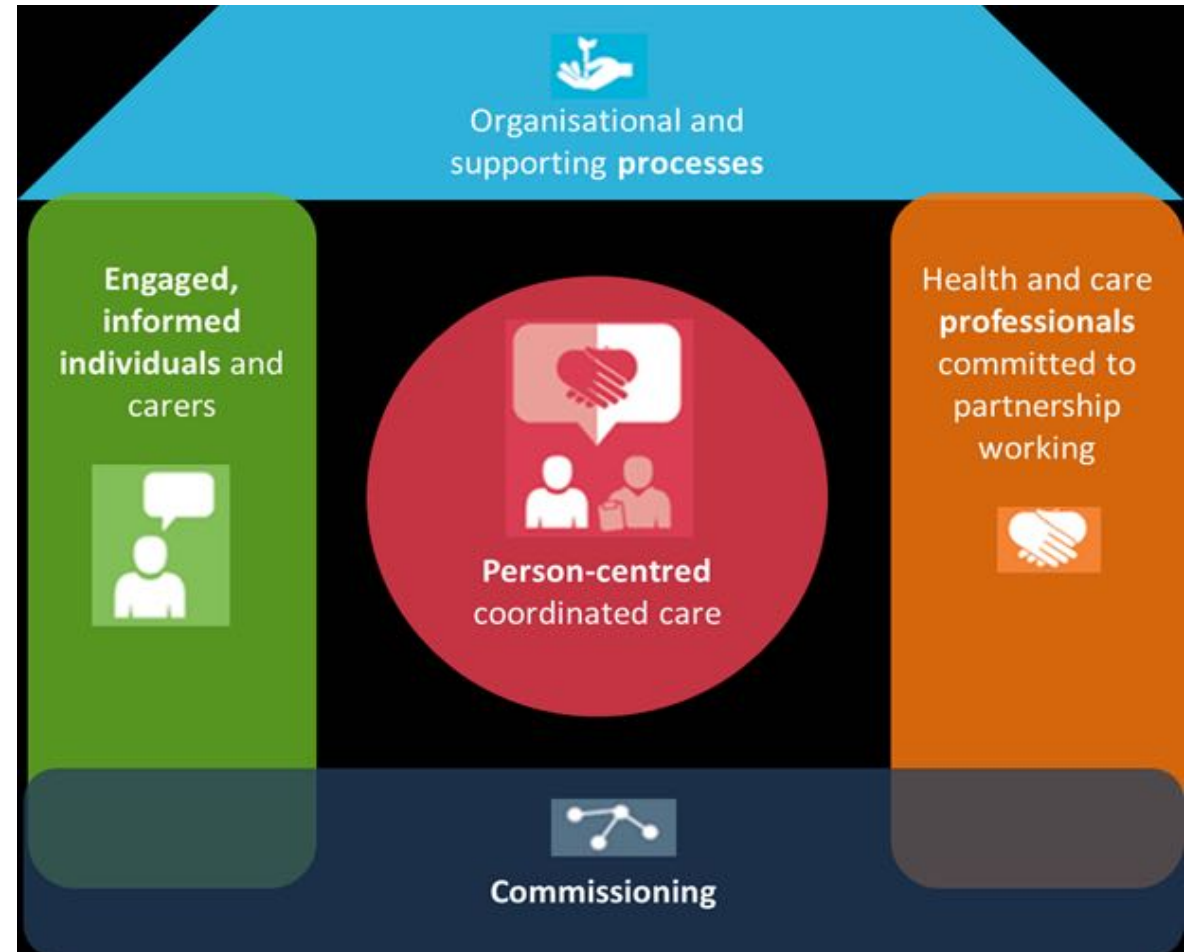 Organisational and
supporting processes
Engaged,
informed
individuals and
carers
Health and care
professionals
committed to
partnership
working
Person-centred
coordinated care
Commissioning